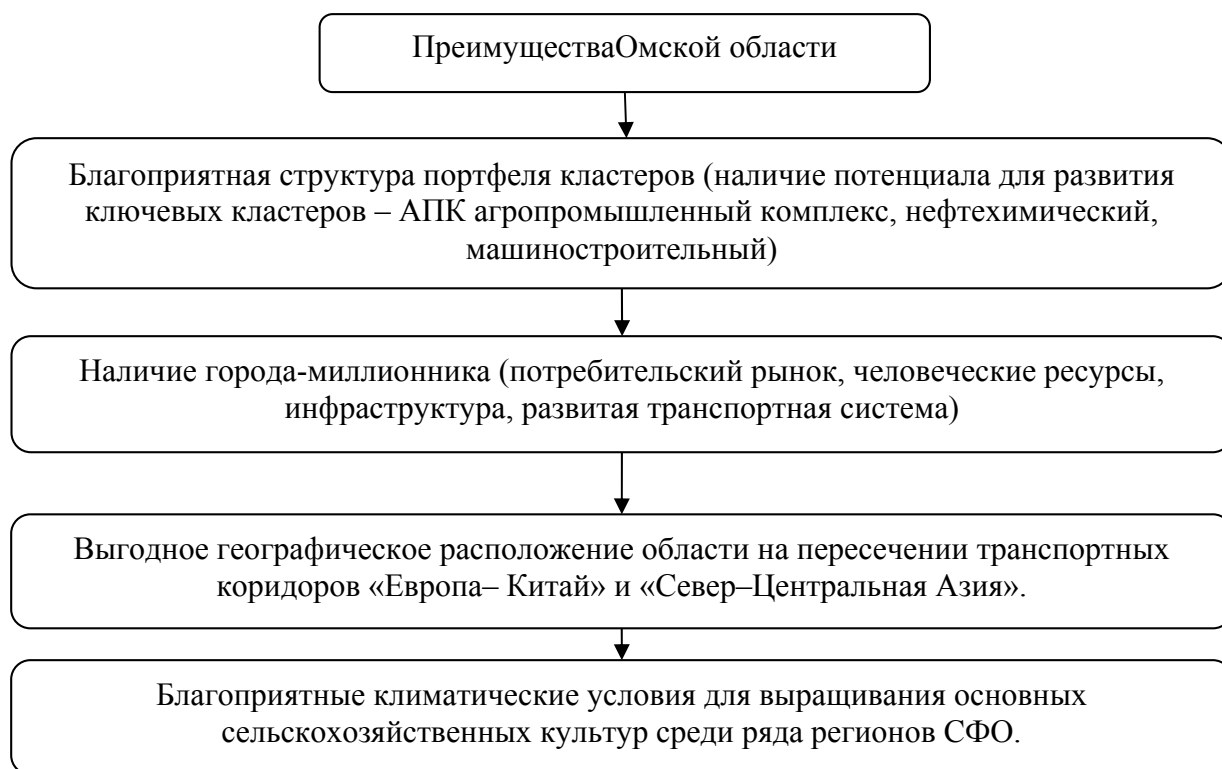 ПреимуществаОмской области
Благоприятная структура портфеля кластеров (наличие потенциала для развития
ключевых кластеров – АПК агропромышленный комплекс, нефтехимический,
машиностроительный)
Наличие города-миллионника (потребительский рынок, человеческие ресурсы,
инфраструктура, развитая транспортная система)
Выгодное географическое расположение области на пересечении транспортных
коридоров «Европа– Китай» и «Север–Центральная Азия».
Благоприятные климатические условия для выращивания основных
сельскохозяйственных культур среди ряда регионов СФО.